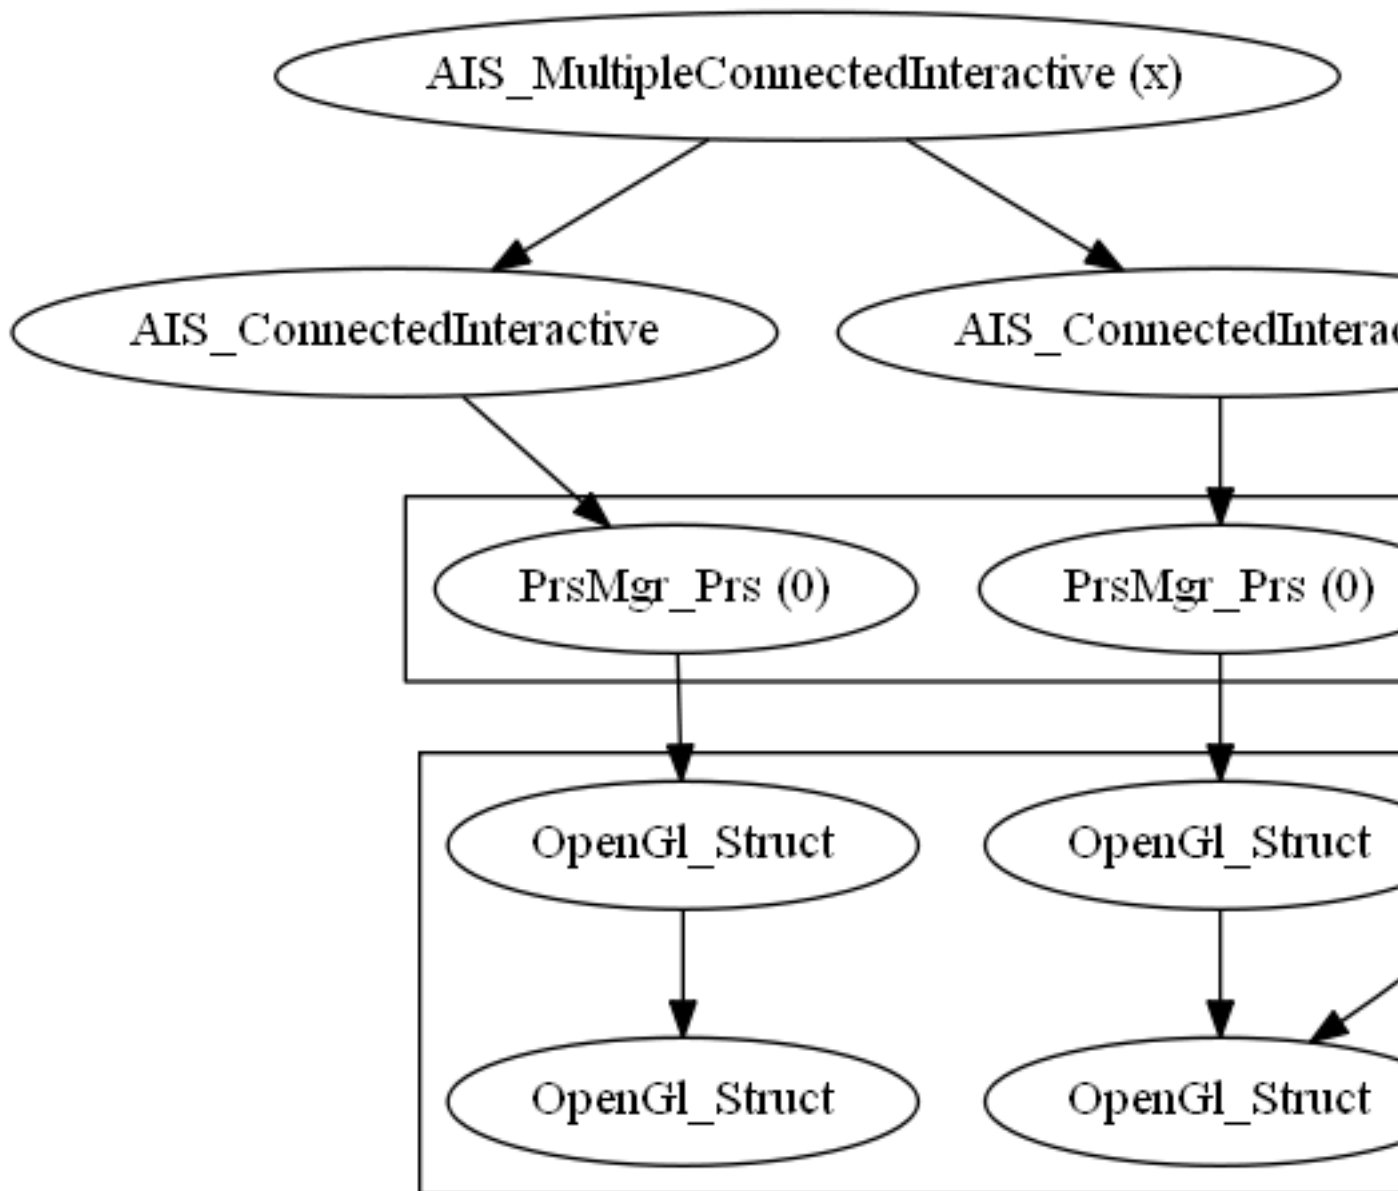 AIS_MultipleConnectedInteractive (x)
AIS_ConnectedInteractive
PrsMgr_Prs (0)
PrsMgr_Prs (0)
OpenGl_Struct
OpenGl_Struct
OpenGl_Struct
OpenGl_Struct